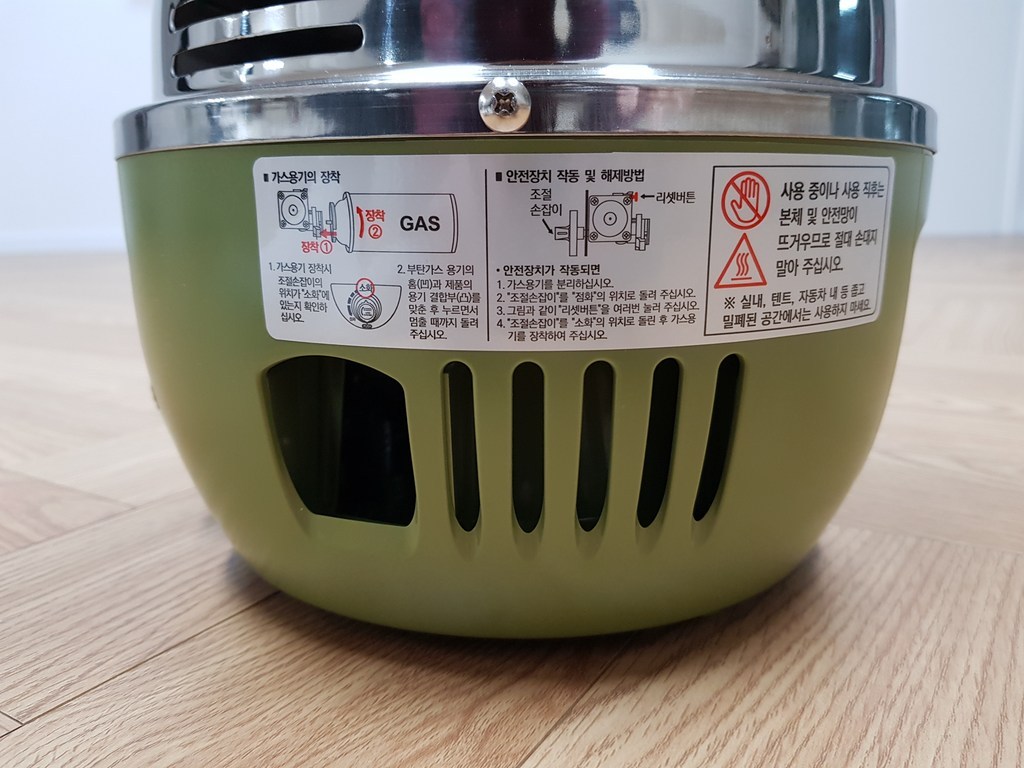 ■ 가스용기의 장착
장착
②
GAS
장착①
1. 가스용기 장착시
조절손잡이의
위치가 "소화"에
있는지 확인하
십시오.
소화
2. 부탄가스 용기의
홈(凹)과 제품의
용기 결합부(凸)를
맞춘 후 누르면서
멈출 때까지 돌려
주십시오.
■ 안전장치 작동 및 해제방법
조절
손잡이
리셋버튼
• 안전장치가 작동되면
1. 가스용기를 분리하십시오.
2. "조절손잡이"를 "점화"의 위치로 돌려 주십시오.
3. 그림과 같이 "리셋버튼"을 여러번 눌러 주십시오.
4. "조절손잡이"를 "소화"의 위치로 돌린 후 가스용
기를 장착하여 주십시오.
사용 중이나 사용 직후는
본체 및 안전망이
뜨거우므로 절대 손대지
말아 주십시오.
※ 실내, 텐트, 자동차 내 등 좁고
밀폐된 공간에서는 사용하지 마세요.